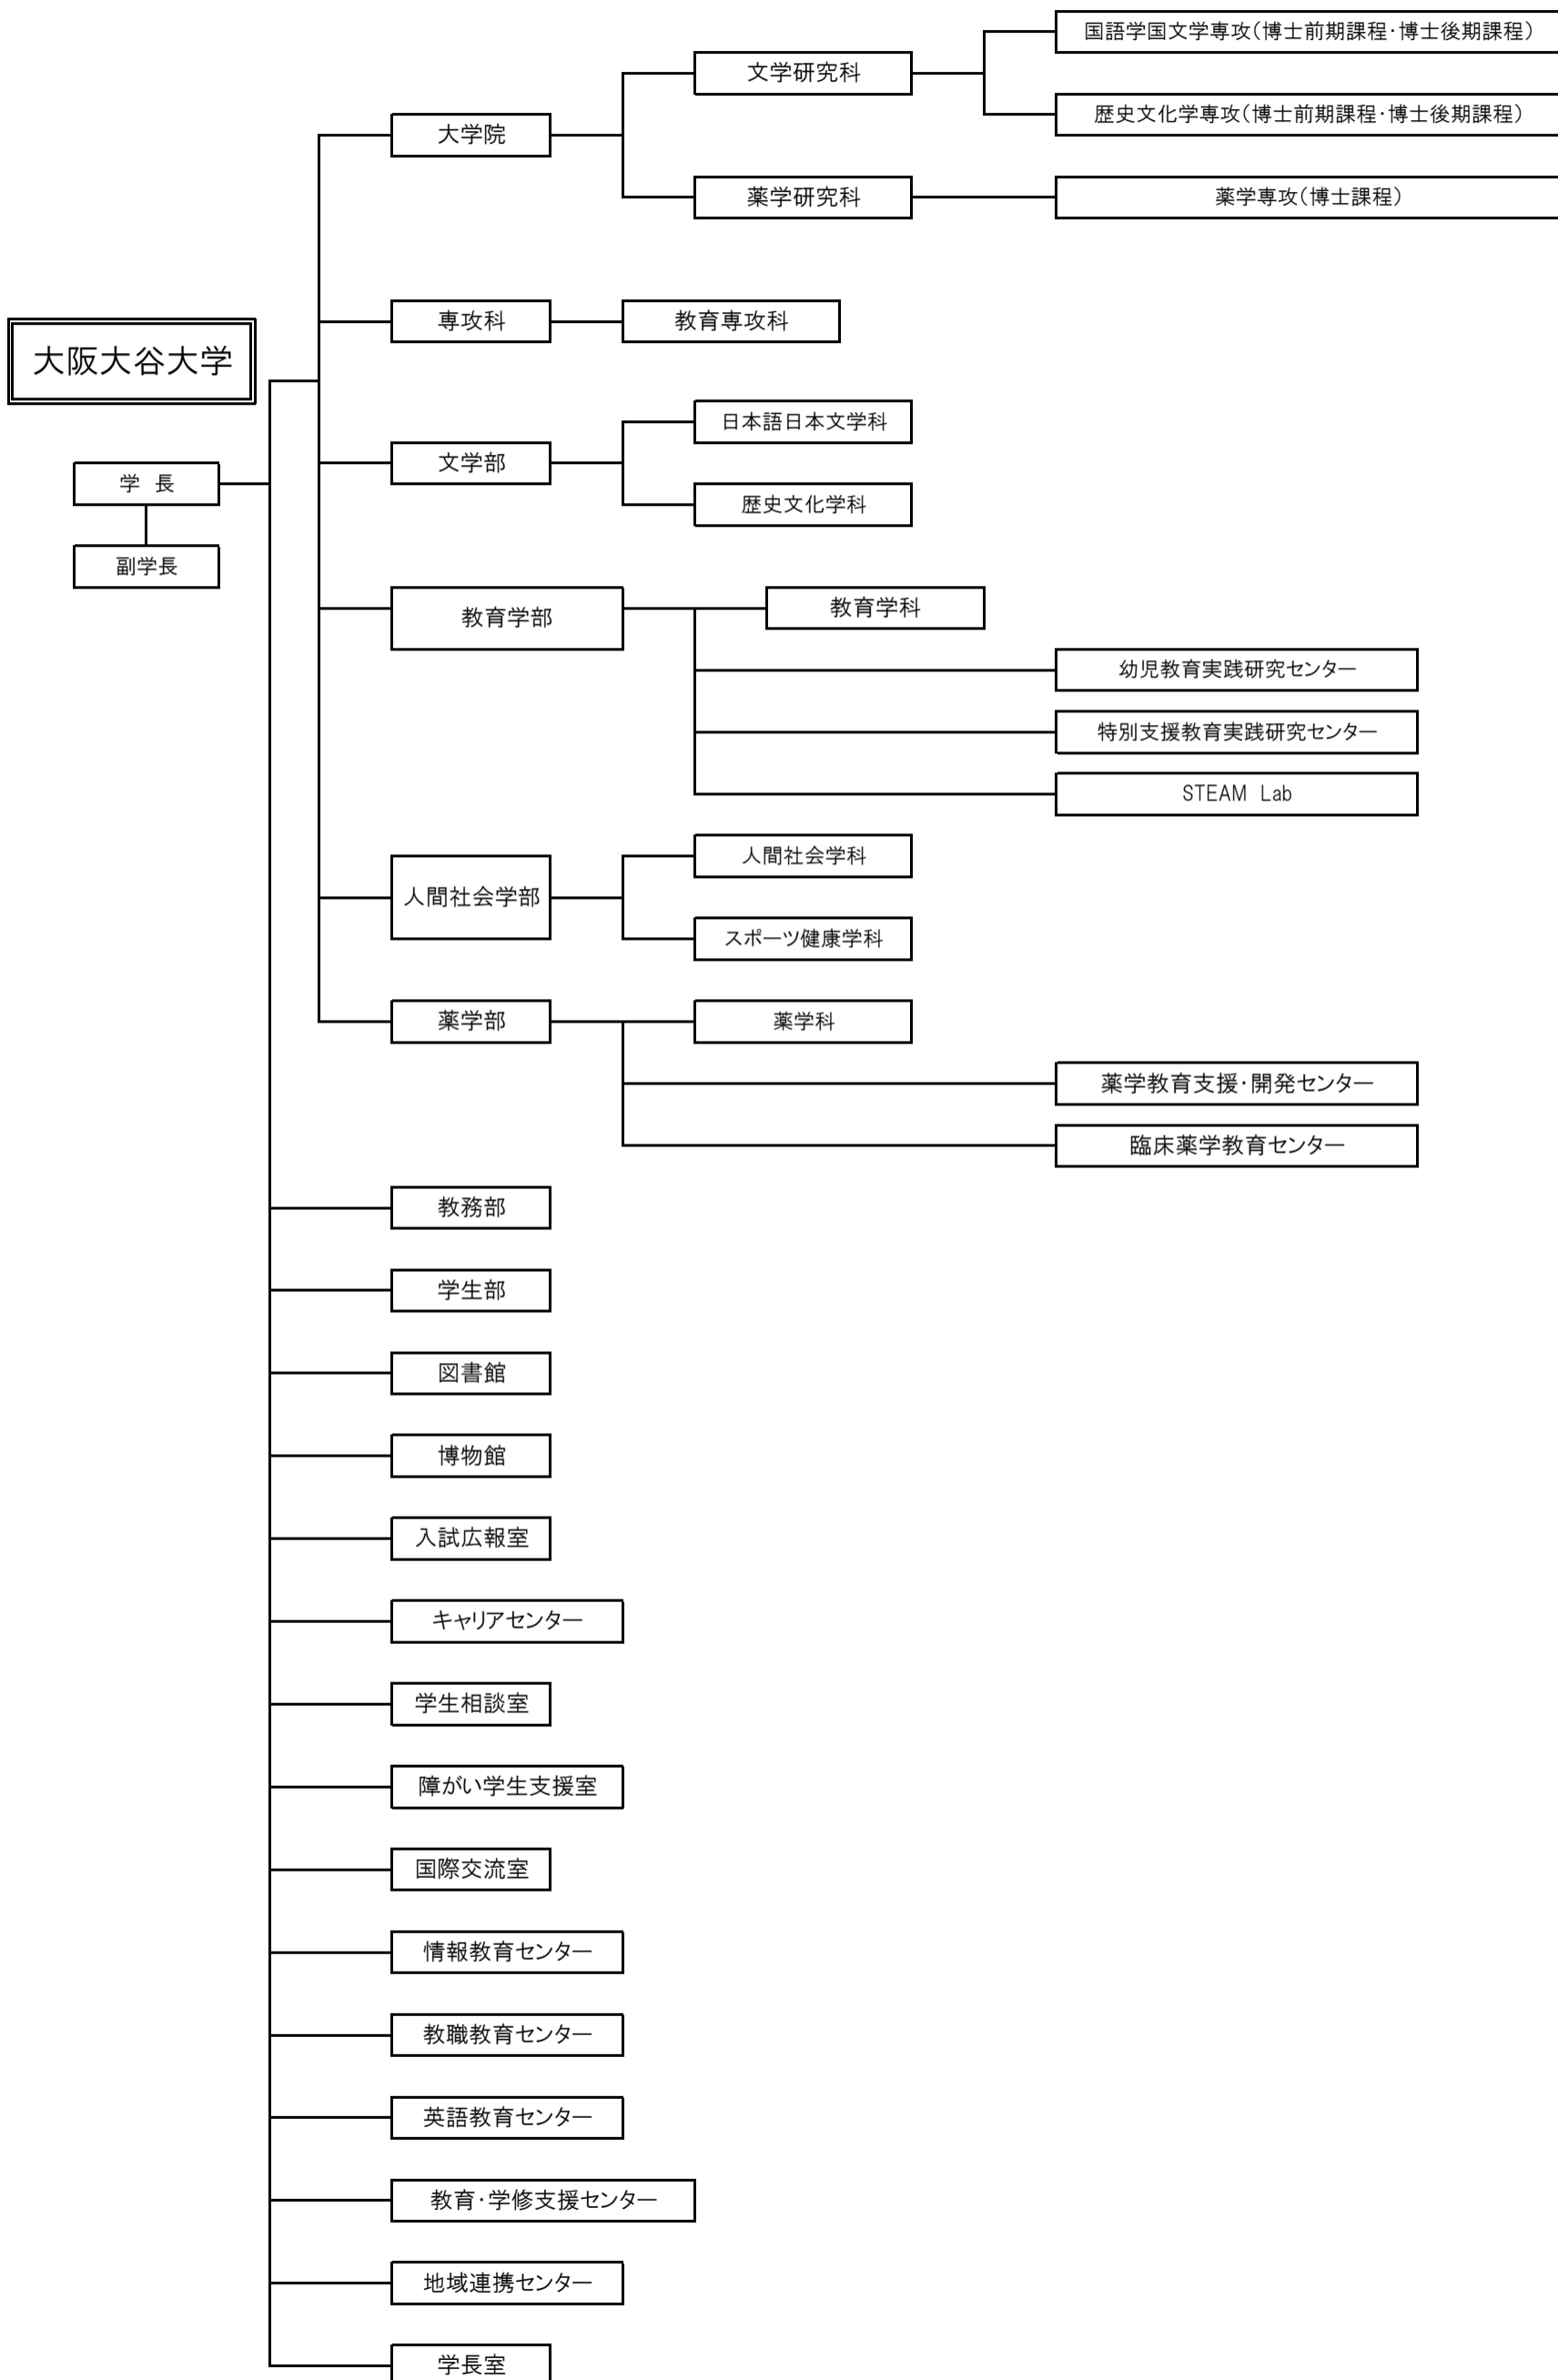 国語学国文学専攻（博士前期課程・博士後期課程）
文学研究科
歴史文化学専攻（博士前期課程・博士後期課程）
大学院
薬学研究科
薬学専攻（博士課程）
専攻科
教育専攻科
大阪大谷大学
日本語日本文学科
文学部
歴史文化学科
学　長
副学長
教育学部
教育学科
幼児教育実践研究センター
特別支援教育実践研究センター
STEAM Lab
人間社会学科
人間社会学部
スポーツ健康学科
薬学部
薬学科
薬学教育支援・開発センター
臨床薬学教育センター
教務部
学生部
図書館
博物館
入試広報室
キャリアセンター
学生相談室
障がい学生支援室
国際交流室
情報教育センター
教職教育センター
英語教育センター
教育・学修支援センター
地域連携センター
学長室